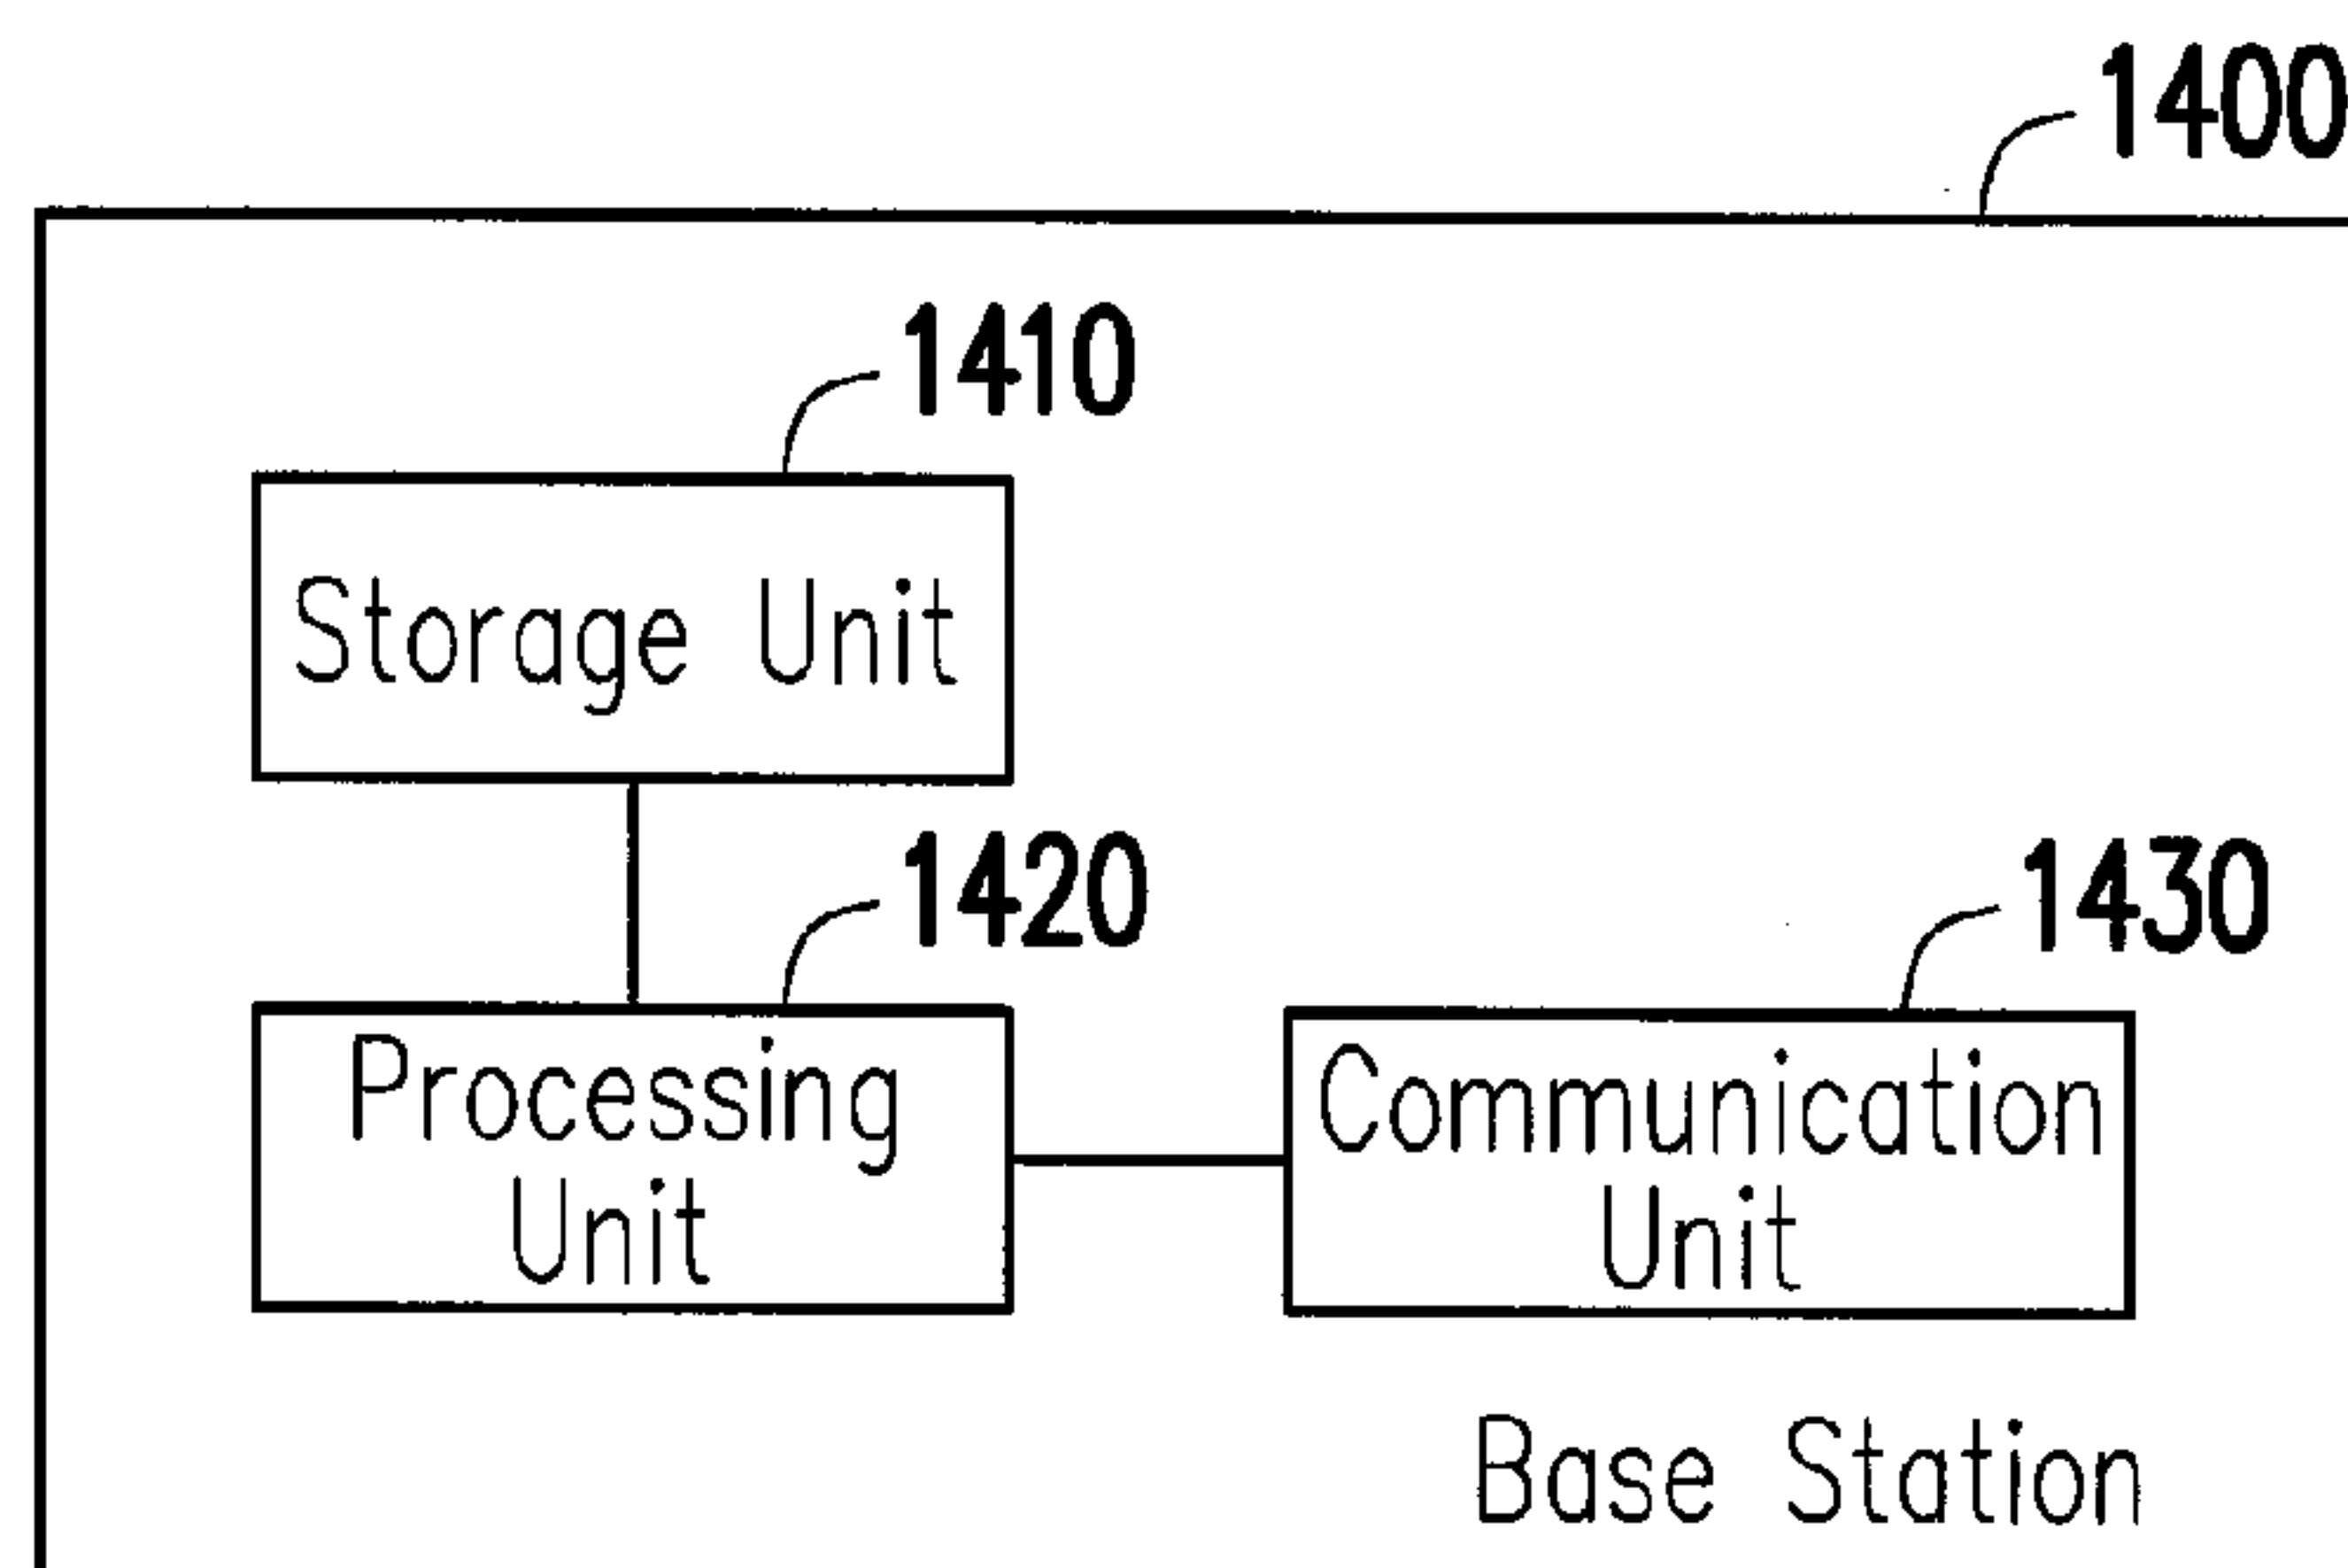 1400
1410
Storage Unit
1420
1430
Processing
Unit
Communication
Unit
Base Station